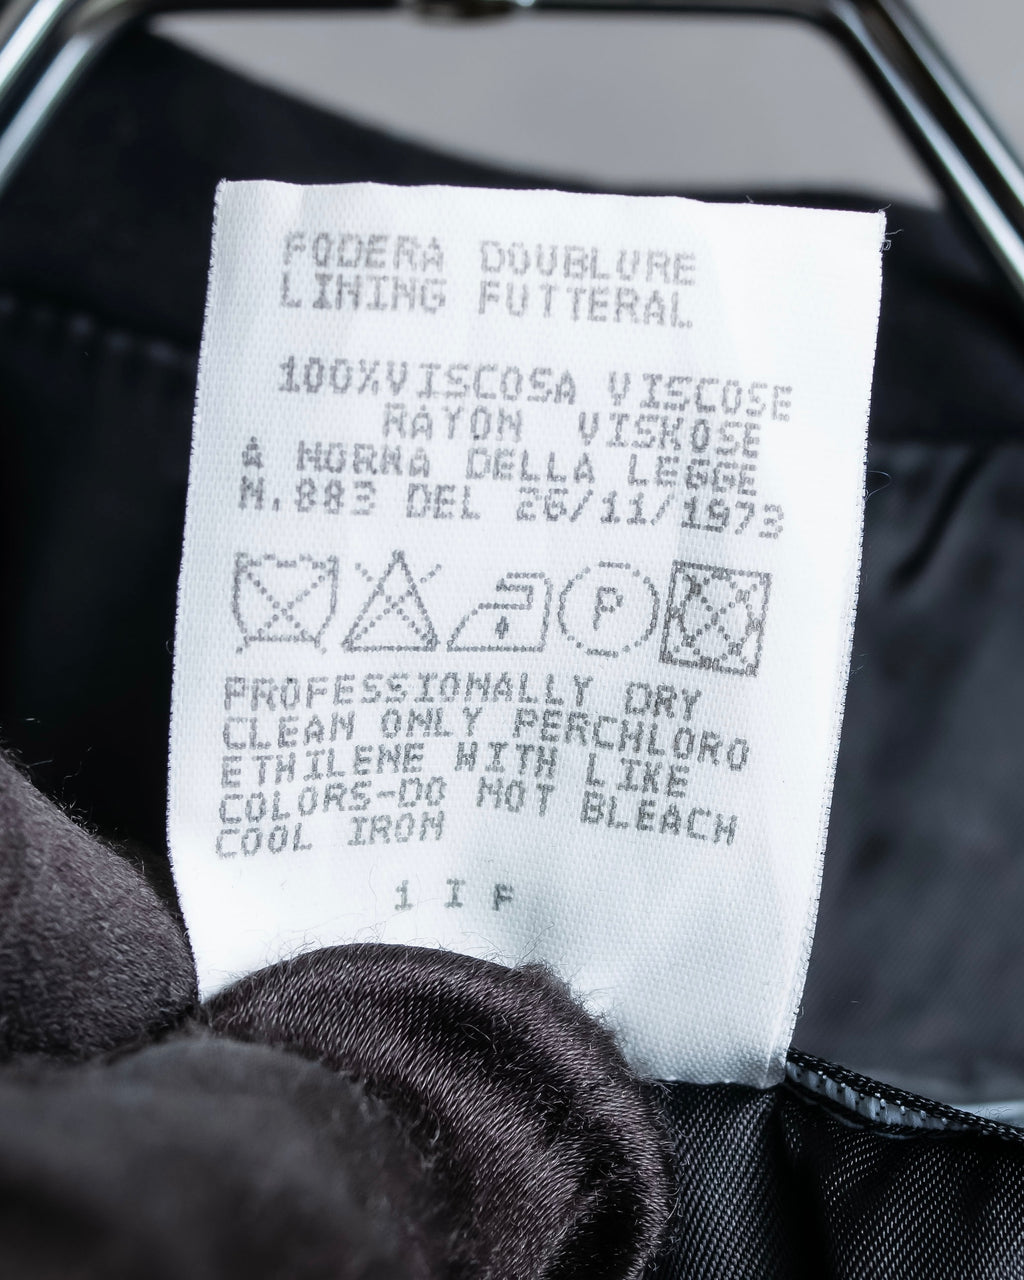 FODERA DOUBLURE
LINING FUTTERAL
100%VISCOSA VISCOSE
RAYON VISKOSE
A NORMA DELLA LEGGE
N.883 DEL 26/11/1973
P
PROFESSIONALLY DRY
CLEAN ONLY PERCHLORO
ETHILENE WITH LIKE
COLORS-DO NOT BLEACH
COOL IRON
1 I F